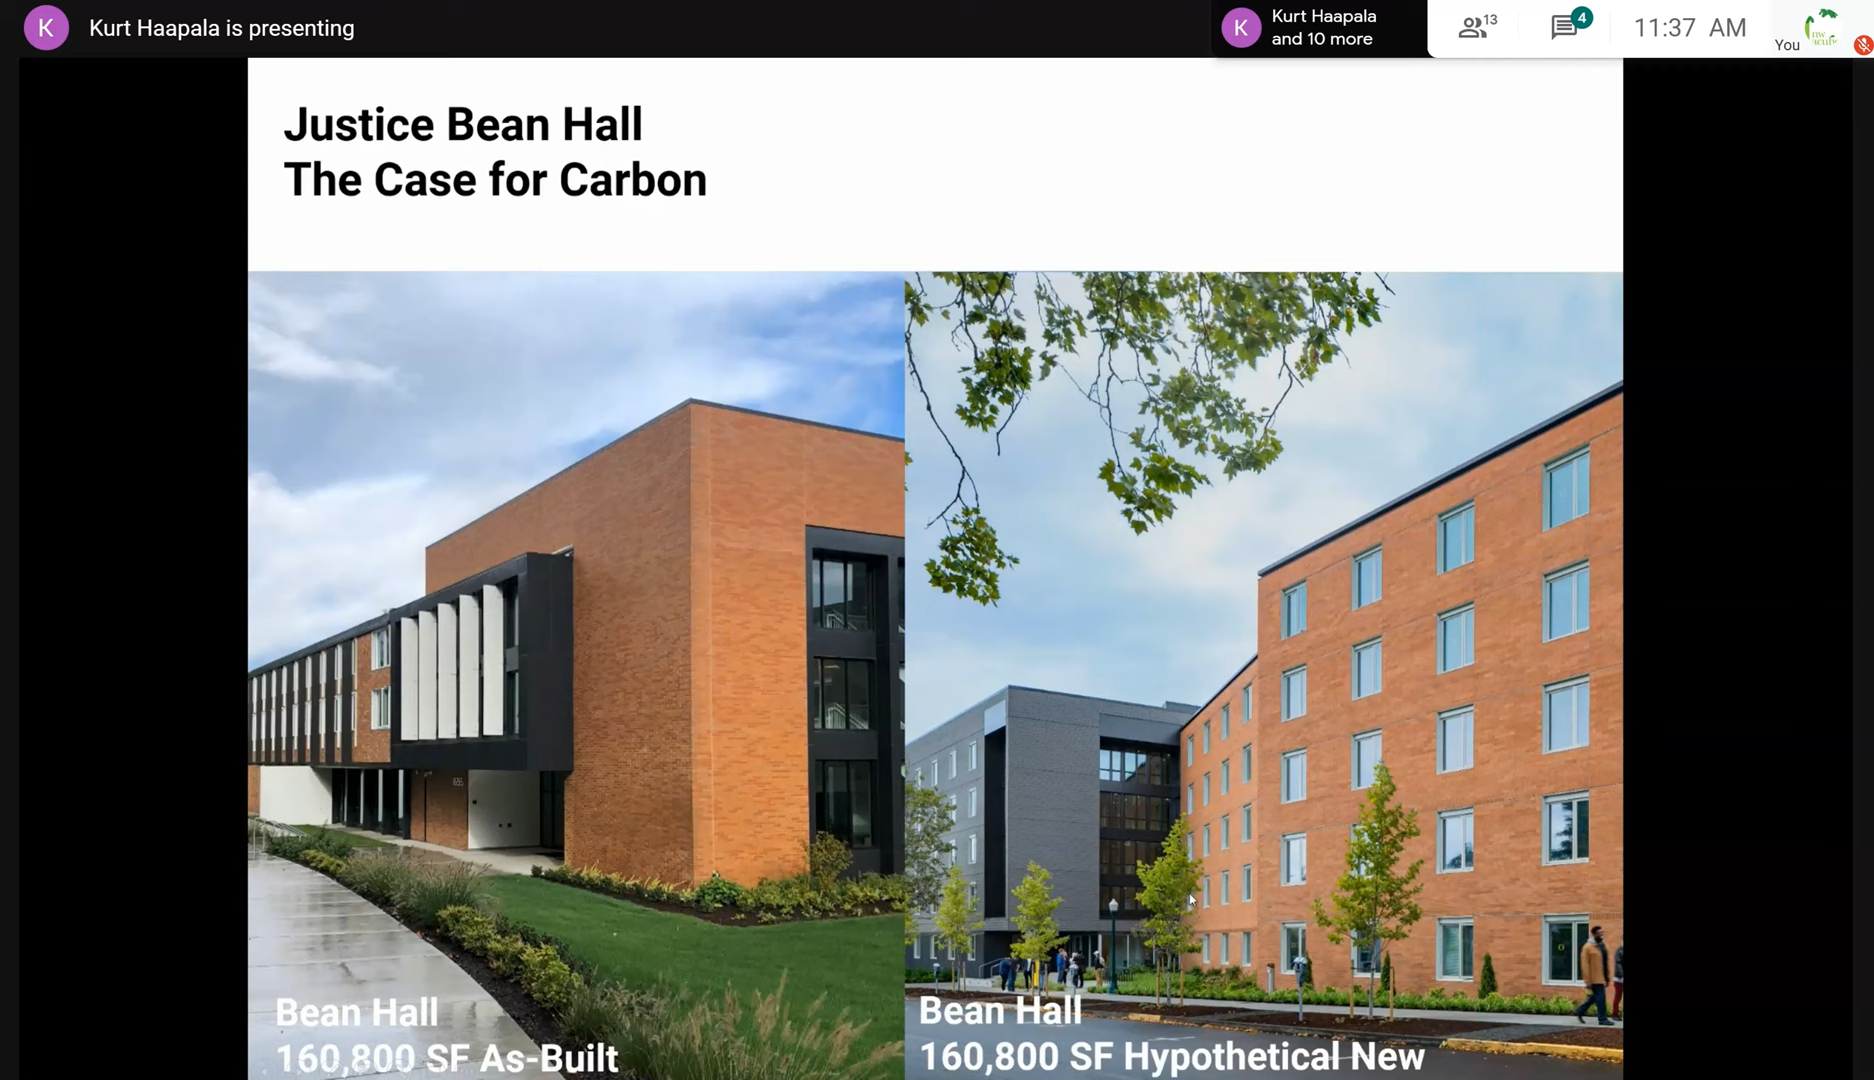 K
Kurt Haapala is presenting
K
Kurt Haapala
and 10 more
13
4
11:37 AM
You
nw
Justice Bean Hall
The Case for Carbon
Bean Hall
160,800 SF As-Built
Bean Hall
160,800 SF Hypothetical New